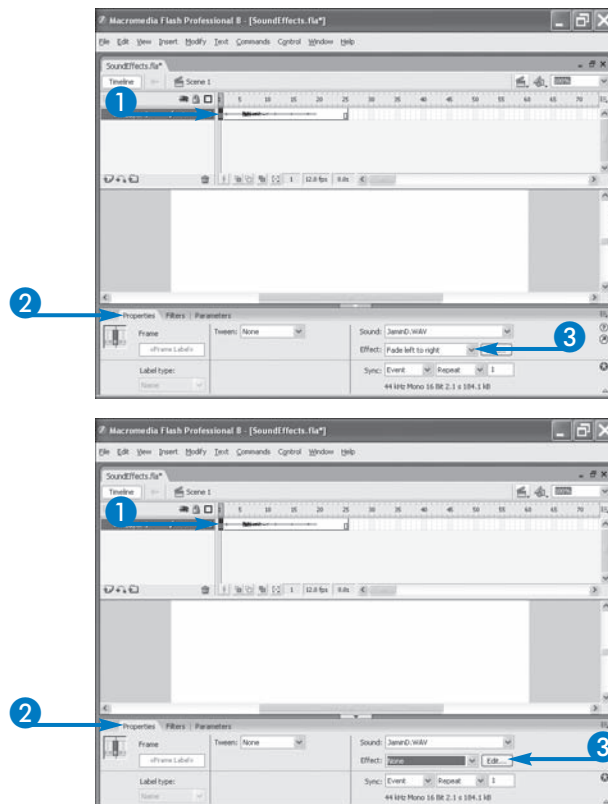 Macromedia Flash Professional 8 - [SoundEffects.fla*]
File Edit View Insert Modify Text Commands Control Window Help
SoundEffects.fla*
Timeline Scene 1 100%
1
5 10 15 20 25 30 35 40 45 50 55 60 65 70
1 12.0 fps 0.0s
2
Properties Filters Parameters
Frame Tween: None Sound: JaminD.WAV
<Frame Label> Effect: Fade left to right 3
Label type: Sync: Event Repeat 1
Name 44 kHz Mono 16 Bit 2.1 s 184.1 kB
Macromedia Flash Professional 8 - [SoundEffects.fla*]
File Edit View Insert Modify Text Commands Control Window Help
SoundEffects.fla*
Timeline Scene 1 100%
1
5 10 15 20 25 30 35 40 45 50 55 60 65 70
1 12.0 fps 0.0s
2
Properties Filters Parameters
Frame Tween: None Sound: JaminD.WAV
<Frame Label> Effect: None Edit... 3
Label type: Sync: Event Repeat 1
Name 44 kHz Mono 16 Bit 2.1 s 184.1 kB